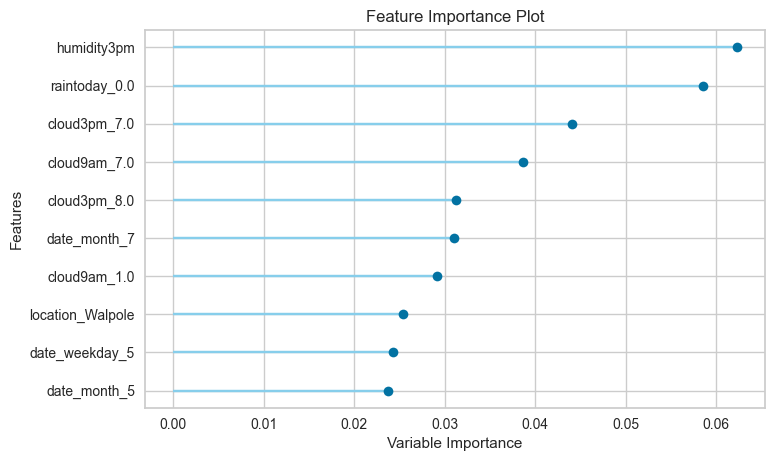 Feature Importance Plot
humidity3pm
raintoday_0.0
cloud3pm_7.0
cloud9am_7.0
cloud3pm_8.0
date_month_7
cloud9am_1.0
location_Walpole
date_weekday_5
date_month_5
Features
0.00 0.01 0.02 0.03 0.04 0.05 0.06
Variable Importance